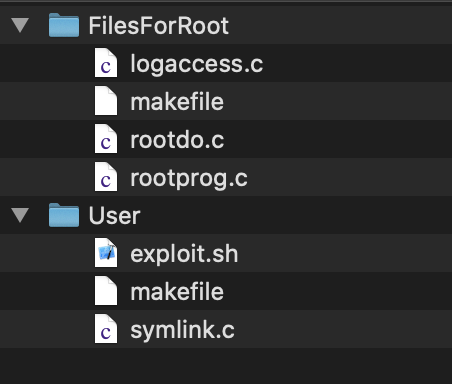 FilesForRoot
logaccess.c
makefile
rootdo.c
rootprog.c
User
exploit.sh
makefile
symlink.c